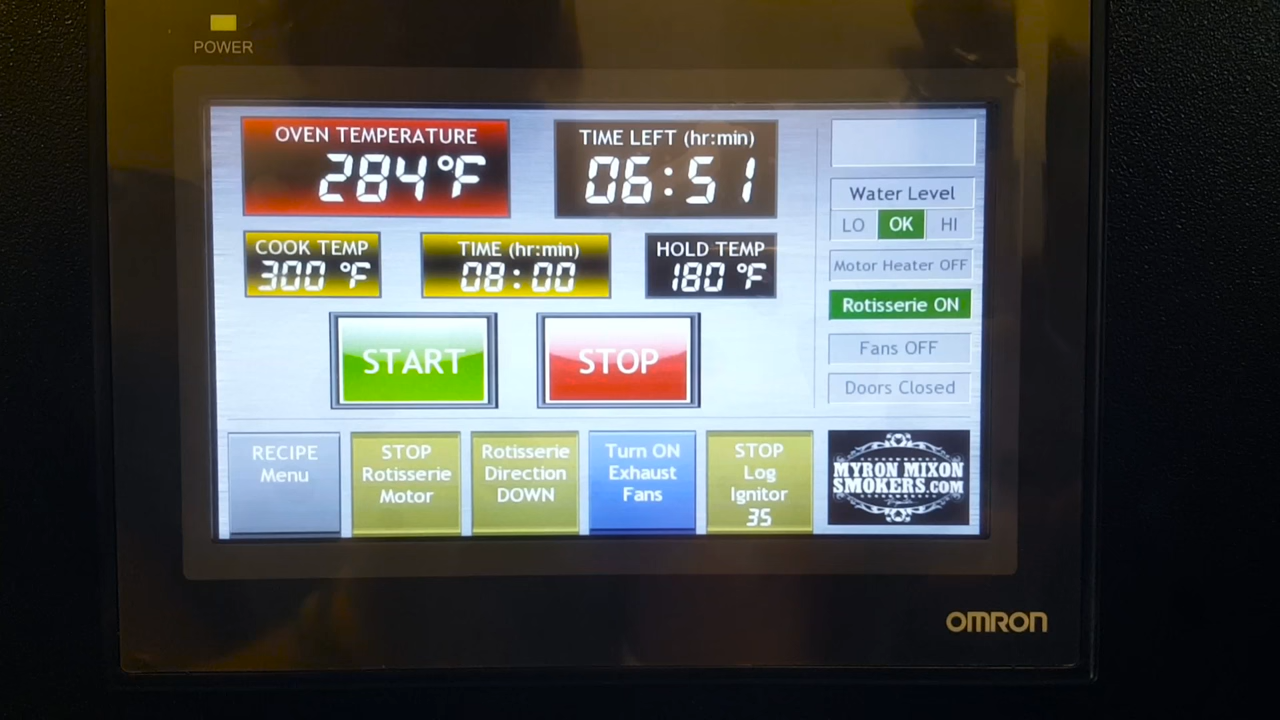 POWER
OVEN TEMPERATURE
284°F
TIME LEFT (hr:min)
06:51
COOK TEMP
300 °F
TIME (hr:min)
08:00
HOLD TEMP
180 °F
START
STOP
Water Level
LO OK HI
Motor Heater OFF
Rotisserie ON
Fans OFF
Doors Closed
RECIPE
Menu
STOP
Rotisserie
Motor
Rotisserie
Direction
DOWN
Turn ON
Exhaust
Fans
STOP
Log
Ignitor
35
MYRON MIXON
SMOKERS.COM
OMRON